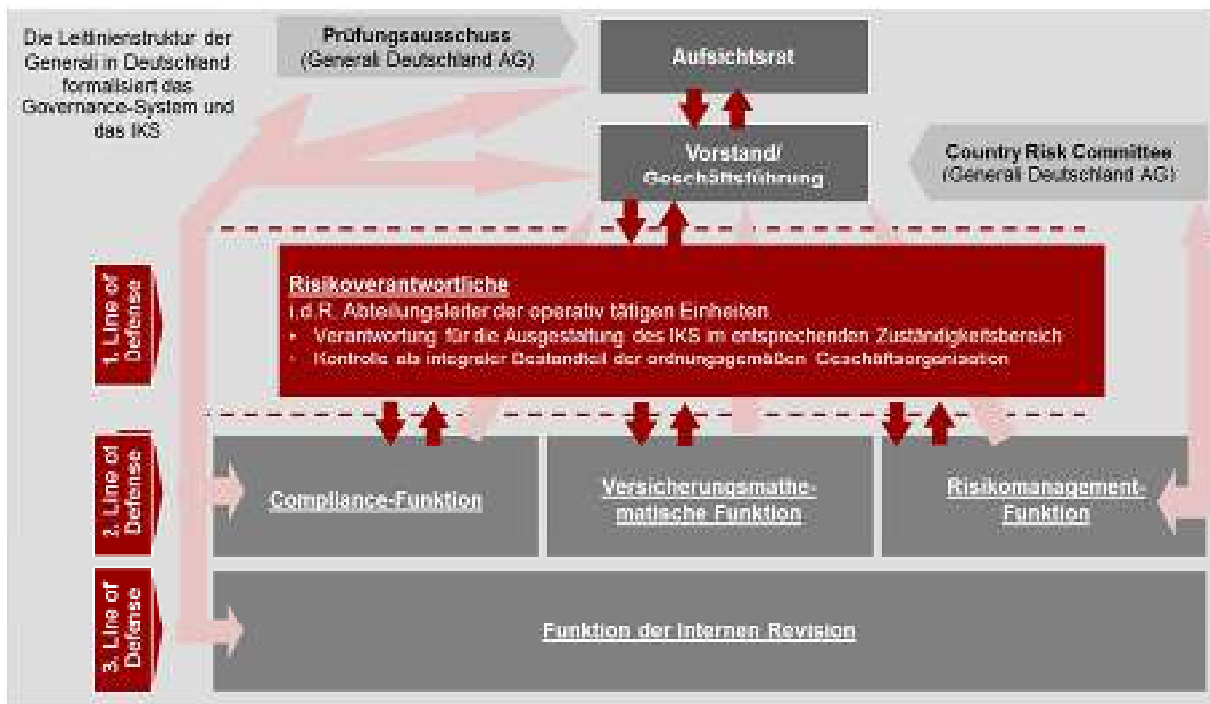 Die Leitlinienstruktur der
Generali in Deutschland
formalisiert das
Governance-System und
das IKS
Prüfungsausschuss
(Generali Deutschland AG)
Aufsichtsrat
Vorstand/
Geschäftsführung
Country Risk Committee
(Generali Deutschland AG)
1. Line of
Defense
Risikoverantwortliche
i.d.R. Abteilungsleiter der operativ tätigen Einheiten
• Verantwortung für die Ausgestaltung des IKS im entsprechenden Zuständigkeitsbereich
• Kontrolle als integraler Bestandteil der ordnungsgemäßen Geschäftsorganisation
2. Line of
Defense
Compliance-Funktion
Versicherungsmathe-
matische Funktion
Risikomanagement-
Funktion
3. Line of
Defense
Funktion der Internen Revision